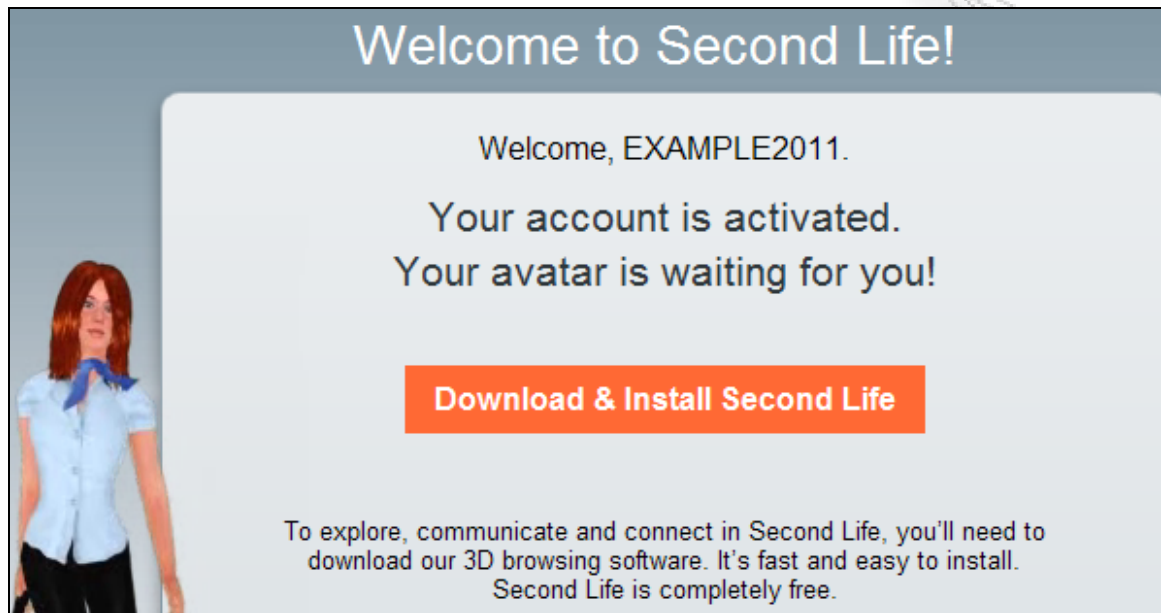 Welcome to Second Life!
Welcome, EXAMPLE2011.
Your account is activated.
Your avatar is waiting for you!
Download & Install Second Life
To explore, communicate and connect in Second Life, you'll need to
download our 3D browsing software. It's fast and easy to install.
Second Life is completely free.